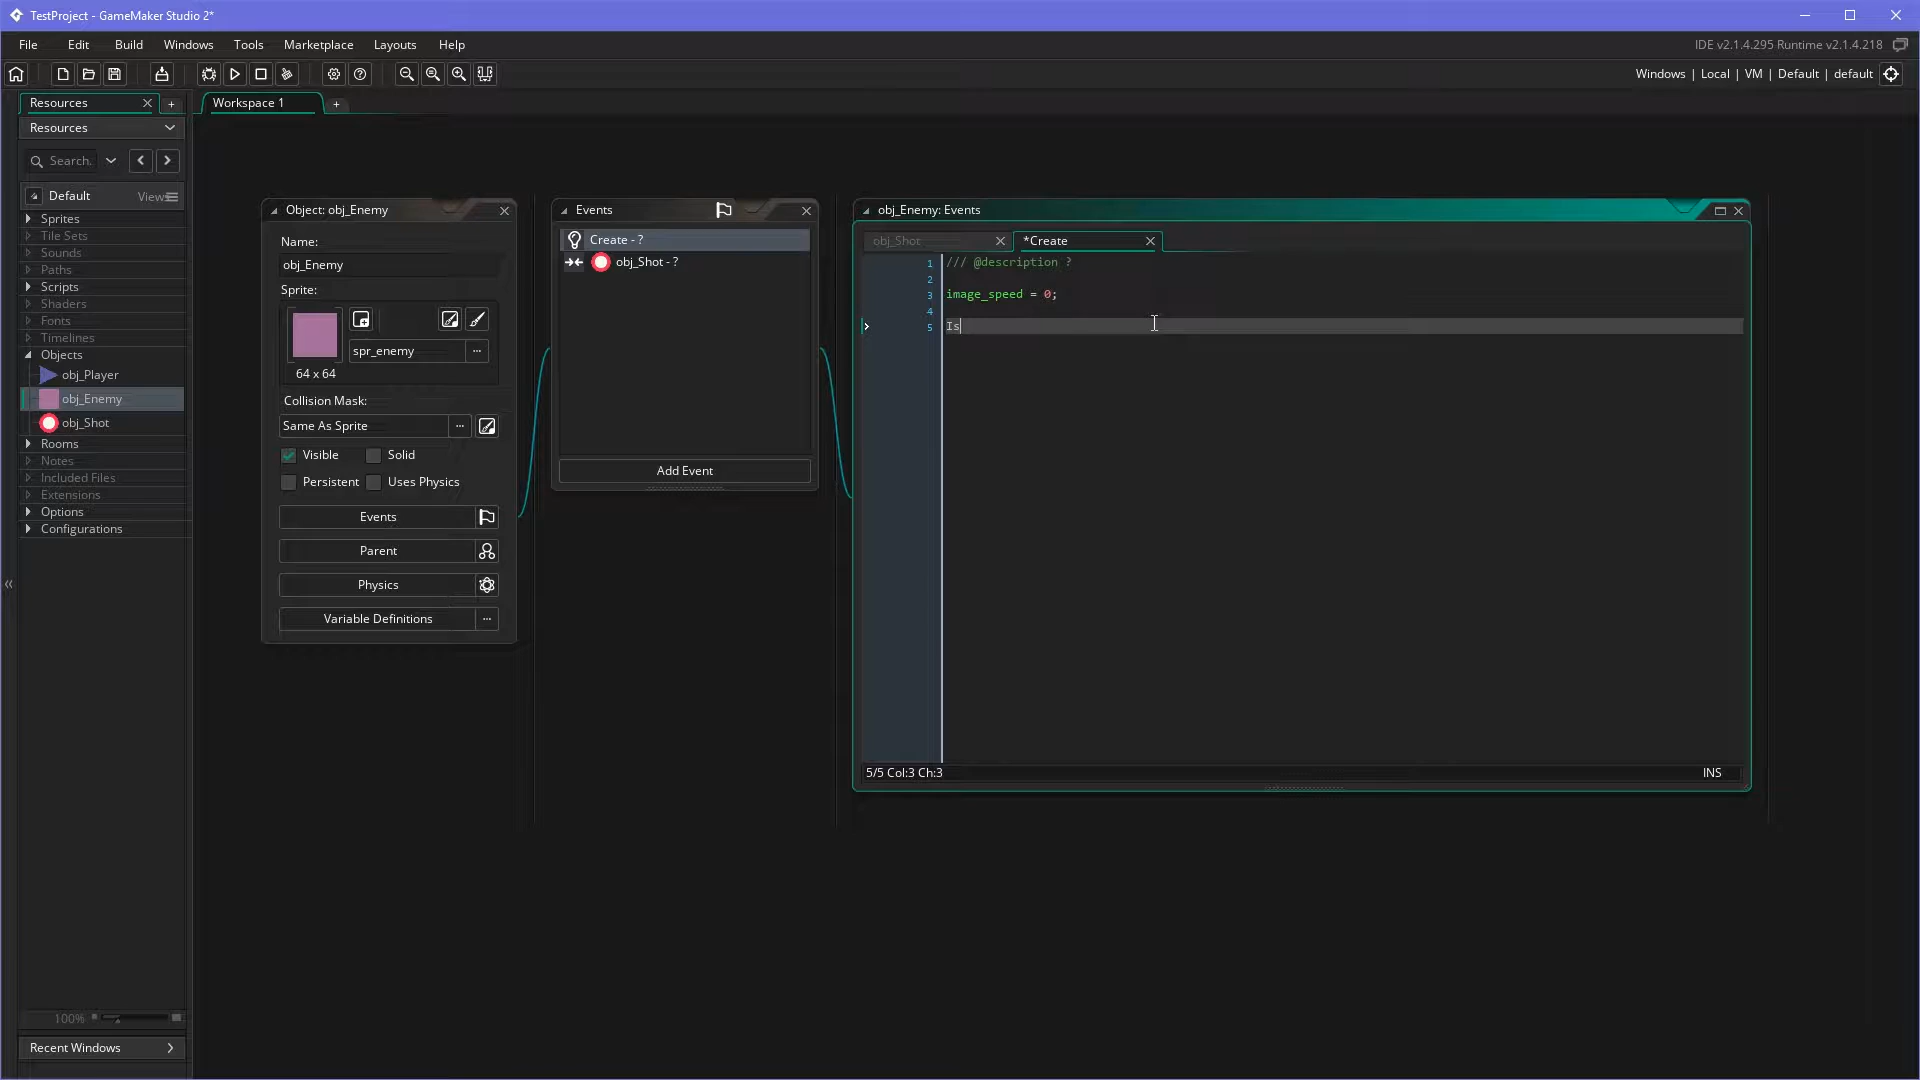 TestProject - GameMaker Studio 2*
File Edit Build Windows Tools Marketplace Layouts Help
IDE v2.1.4.295 Runtime v2.1.4.218
Windows | Local | VM | Default | default
Resources
Workspace 1
Resources
Search.
Default
Views
Sprites
Tile Sets
Sounds
Paths
Scripts
Shaders
Fonts
Timelines
Objects
obj_Player
obj_Enemy
obj_Shot
Rooms
Notes
Included Files
Extensions
Options
Configurations
100%
Recent Windows
Object: obj_Enemy
Name:
obj_Enemy
Sprite:
spr_enemy
64 x 64
Collision Mask:
Same As Sprite
Visible
Solid
Persistent
Uses Physics
Events
Parent
Physics
Variable Definitions
Events
Create - ?
obj_Shot - ?
Add Event
obj_Enemy: Events
obj_Shot
*Create
1 /// @description ?
2
3 image_speed = 0;
4
5 Is
5/5 Col:3 Ch:3
INS